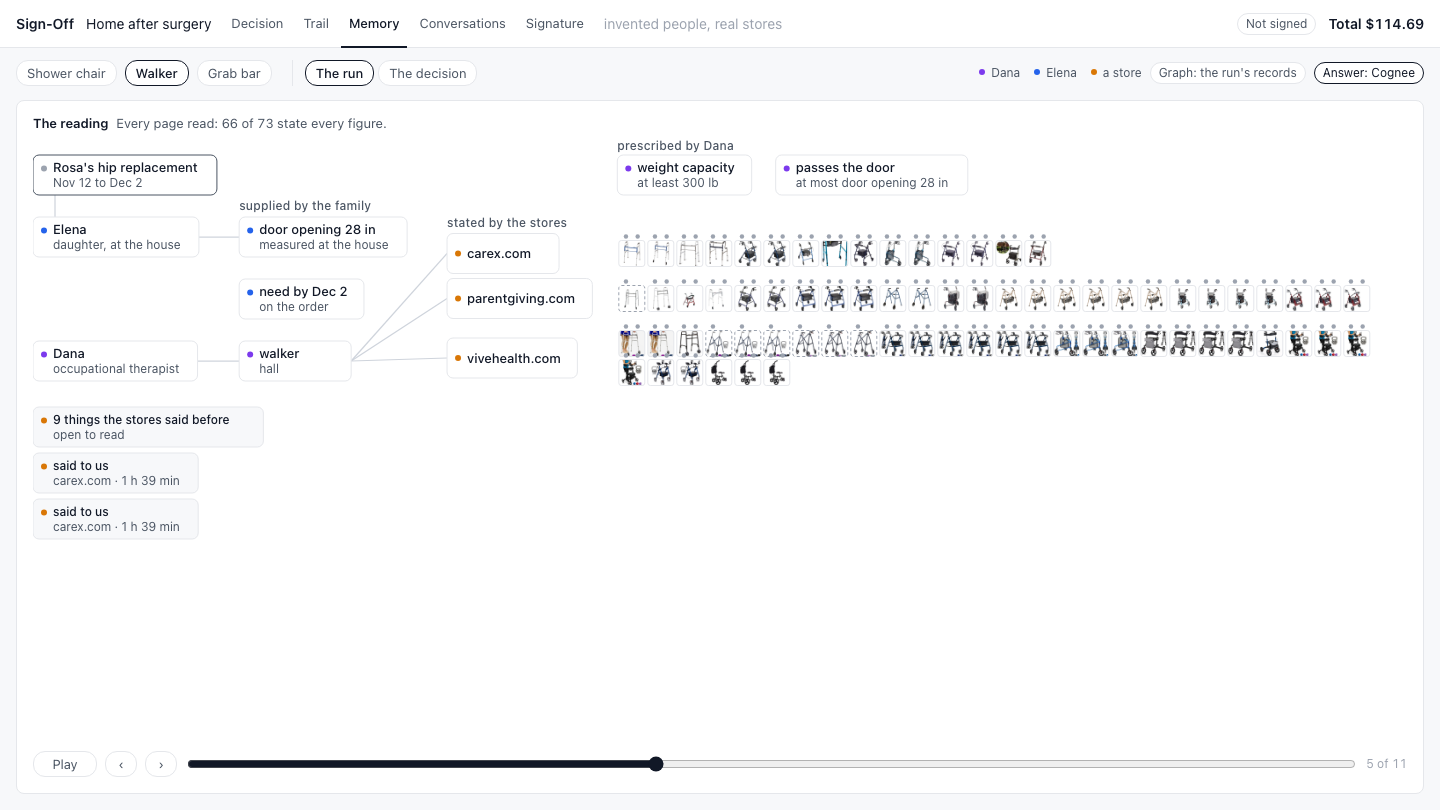 Sign-Off Home after surgery Decision Trail Memory Conversations Signature invented people, real stores Not signed Total $114.69
Shower chair Walker Grab bar The run The decision Dana Elena a store Graph: the run's records Answer: Cognee
The reading Every page read: 66 of 73 state every figure.
prescribed by Dana
Rosa's hip replacement
Nov 12 to Dec 2
weight capacity
at least 300 lb
passes the door
at most door opening 28 in
supplied by the family
stated by the stores
Elena
daughter, at the house
door opening 28 in
measured at the house
carex.com
need by Dec 2
on the order
parentgiving.com
Dana
occupational therapist
walker
hall
vivehealth.com
9 things the stores said before
open to read
said to us
carex.com · 1 h 39 min
said to us
carex.com · 1 h 39 min
Play ‹ › 5 of 11